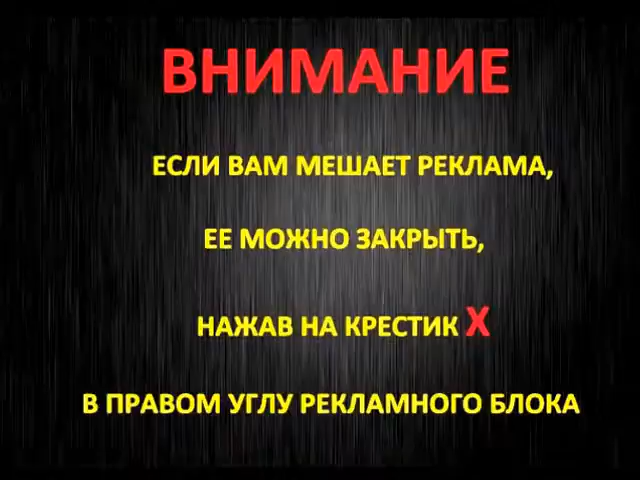 ВНИМАНИЕ
ЕСЛИ ВАМ МЕШАЕТ РЕКЛАМА,
ЕЕ МОЖНО ЗАКРЫТЬ,
НАЖАВ НА КРЕСТИК Х
В ПРАВОМ УГЛУ РЕКЛАМНОГО БЛОКА